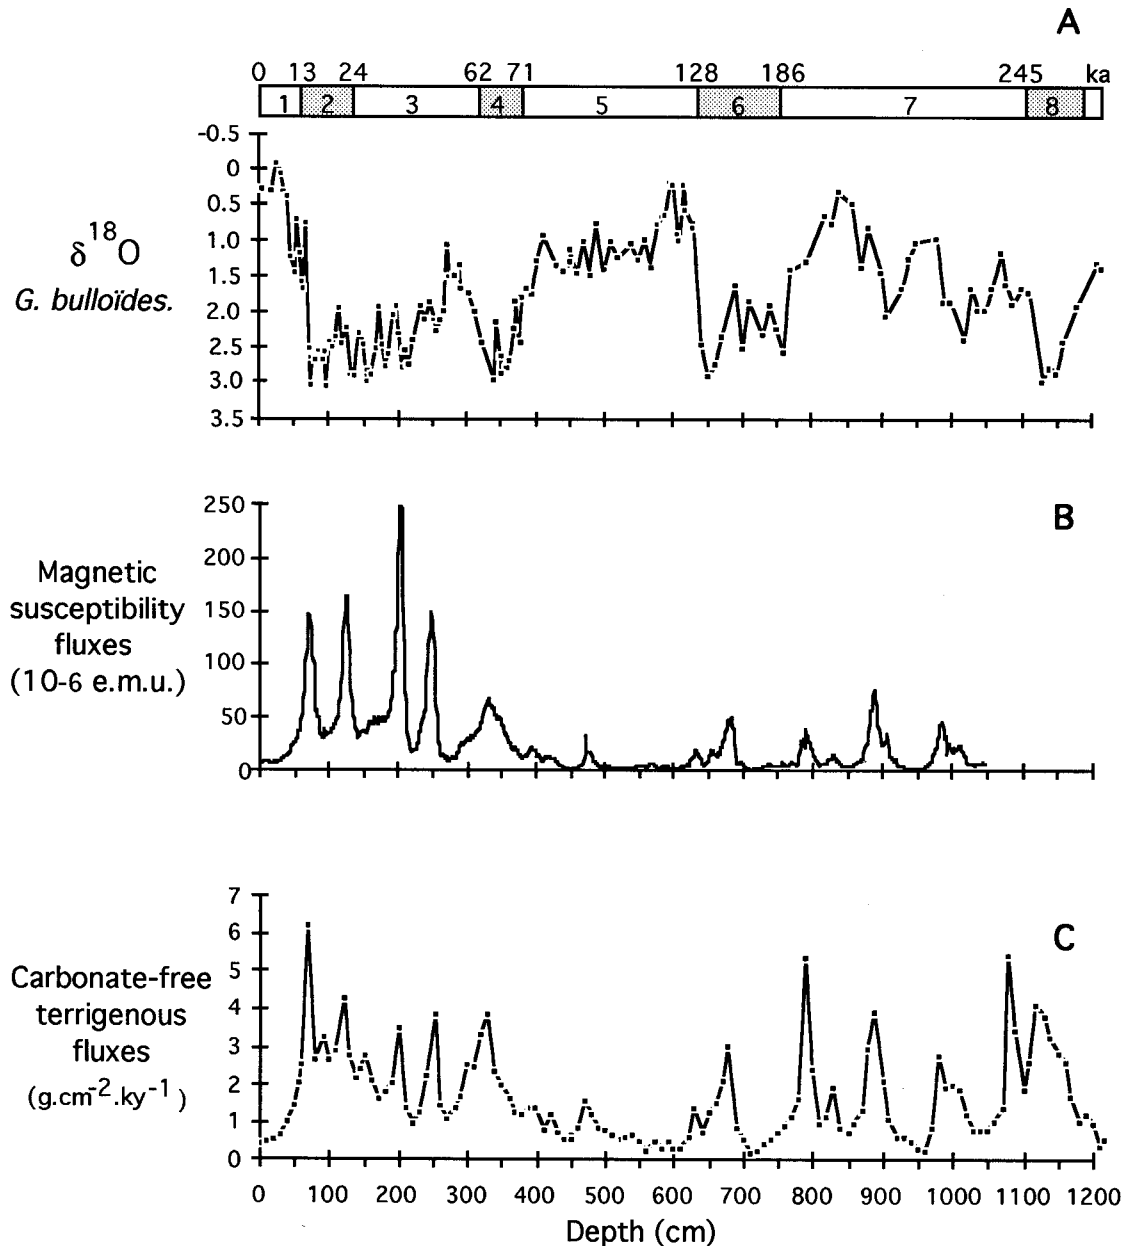 A
0 13 24 62 71 128 186 245 ka
1 2 3 4 5 6 7 8
-0.5
0
0.5
1.0
1.5
2.0
2.5
3.0
3.5
δ18O
G. bulloïdes.
B
250
200
150
100
50
0
Magnetic
susceptibility
fluxes
(10-6 e.m.u.)
C
7
6
5
4
3
2
1
0
Carbonate-free
terrigenous
fluxes
(g.cm-2.ky-1)
0 100 200 300 400 500 600 700 800 900 1000 1100 1200
Depth (cm)